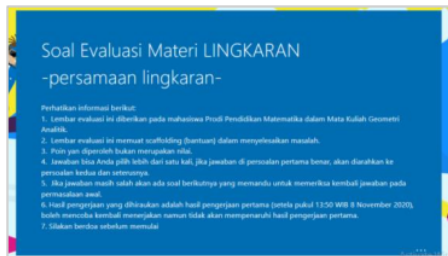 Soal Evaluasi Materi LINGKARAN
-persamaan lingkaran-
Perhatikan informasi berikut:
1. Lembar evaluasi ini diberikan pada mahasiswa Prodi Pendidikan Matematika dalam Mata Kuliah Geometri
Analitik.
2. Lembar evaluasi ini memuat scaffolding (bantuan) dalam menyelesaikan masalah.
3. Poin yan diperoleh bukan merupakan nilai.
4. Jawaban bisa Anda pilih lebih dari satu kali, jika jawaban di persoalan pertama benar, akan diarahkan ke
persoalan kedua dan seterusnya.
5. Jika jawaban masih salah akan ada soal berikutnya yang memandu untuk memeriksa kembali jawaban pada
permasalaan awal.
6. Hasil pengerjaan yang dihiraukan adalah hasil pengerjaan pertama (setela pukul 13:50 WIB 8 November 2020),
boleh mencoba kembali menerjakan namun tidak akan mempenaruhi hasil pengerjaan pertama.
7. Silakan berdoa sebelum memulai